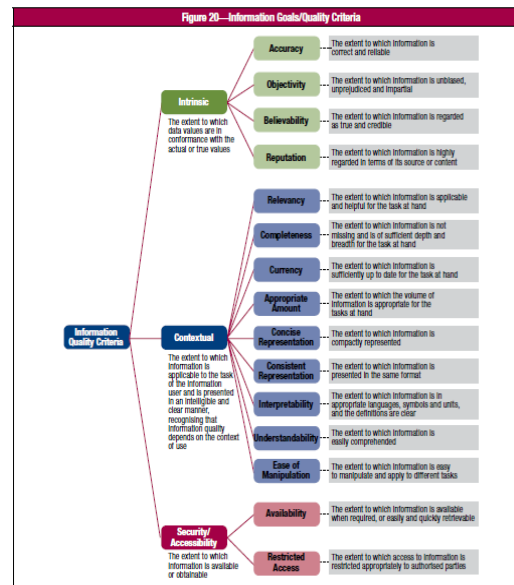 Figure 20—Information Goals/Quality Criteria
Accuracy
The extent to which information is
correct and reliable
Objectivity
The extent to which information is unbiased,
unprejudiced and impartial
Intrinsic
The extent to which
data values are in
conformance with the
actual or true values
Believability
The extent to which information is regarded
as true and credible
Reputation
The extent to which information is highly
regarded in terms of its source or content
Relevancy
The extent to which information is applicable
and helpful for the task at hand
Completeness
The extent to which information is not
missing and is of sufficient depth and
breadth for the task at hand
Currency
The extent to which information is
sufficiently up to date for the task at hand
Appropriate
Amount
The extent to which the volume of
information is appropriate for the
tasks at hand
Information
Quality Criteria
Contextual
The extent to which
information is
applicable to the task
of the information
user and is presented
in an intelligible and
clear manner,
recognising that
information quality
depends on the context
of use
Concise
Representation
The extent to which information is
compactly represented
Consistent
Representation
The extent to which information is
presented in the same format
Interpretability
The extent to which information is in
appropriate languages, symbols and units,
and the definitions are clear
Understandability
The extent to which information is
easily comprehended
Ease of
Manipulation
The extent to which information is easy
to manipulate and apply to different tasks
Availability
The extent to which information is available
when required, or easily and quickly retrievable
Security/
Accessibility
The extent to which
information is available
or obtainable
Restricted
Access
The extent to which access to information is
restricted appropriately to authorised parties